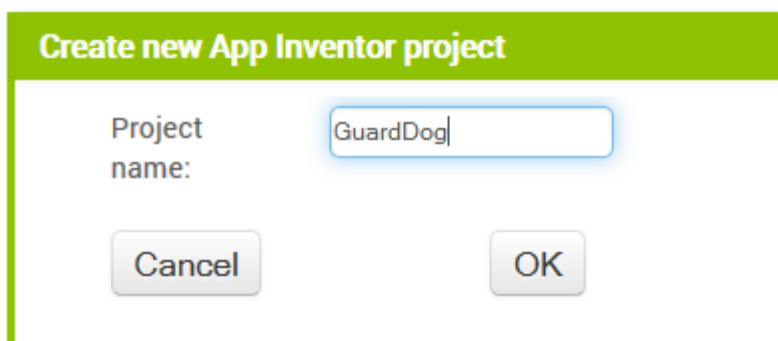 Create new App Inventor project
Project
name:
GuardDog
Cancel
OK